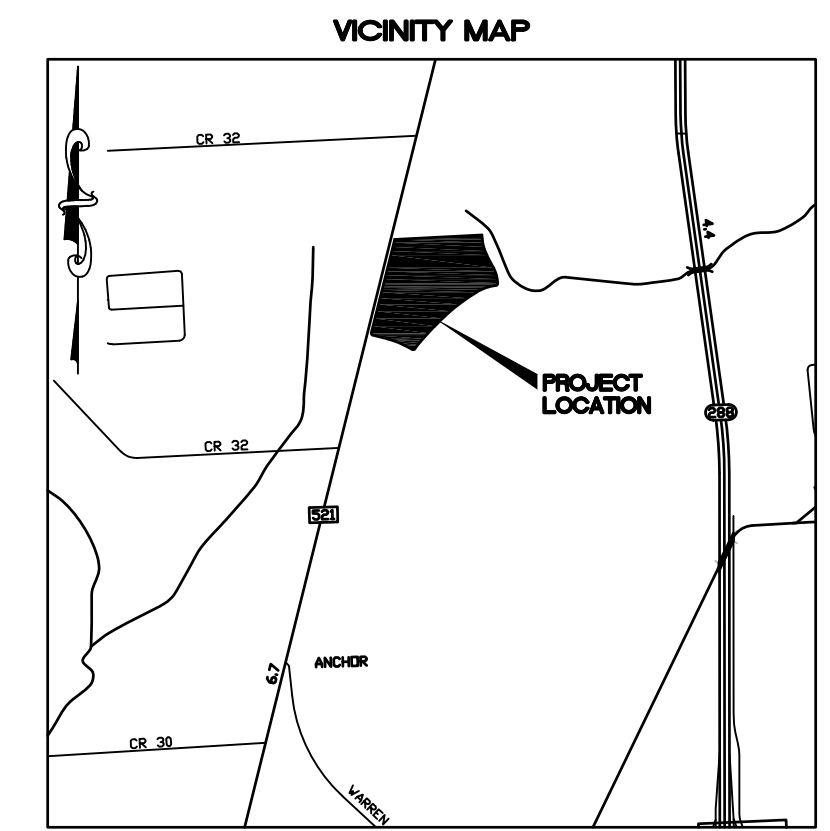 VICINITY MAP
CR 32
4.4
PROJECT
LOCATION
288
CR 32
521
ANCHOR
6.7
CR 30
WARREN